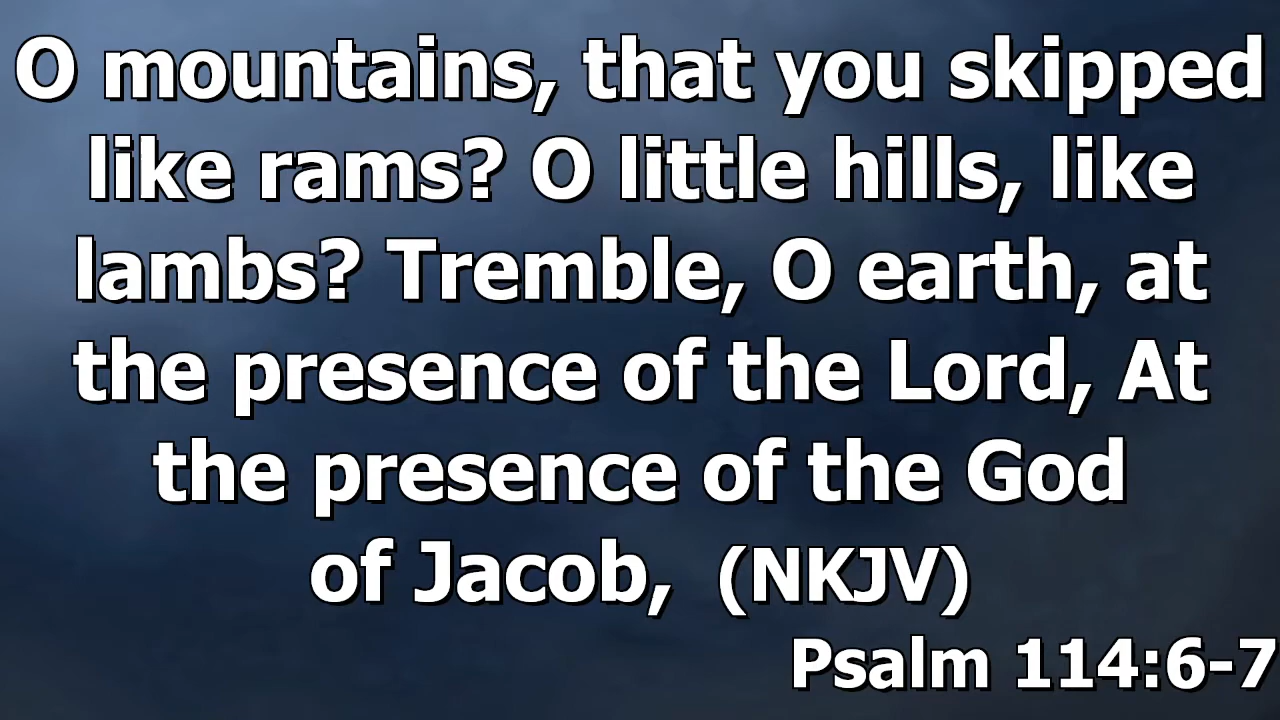 O mountains, that you skipped
like rams? O little hills, like
lambs? Tremble, O earth, at
the presence of the Lord, At
the presence of the God
of Jacob,  (NKJV)
Psalm 114:6-7